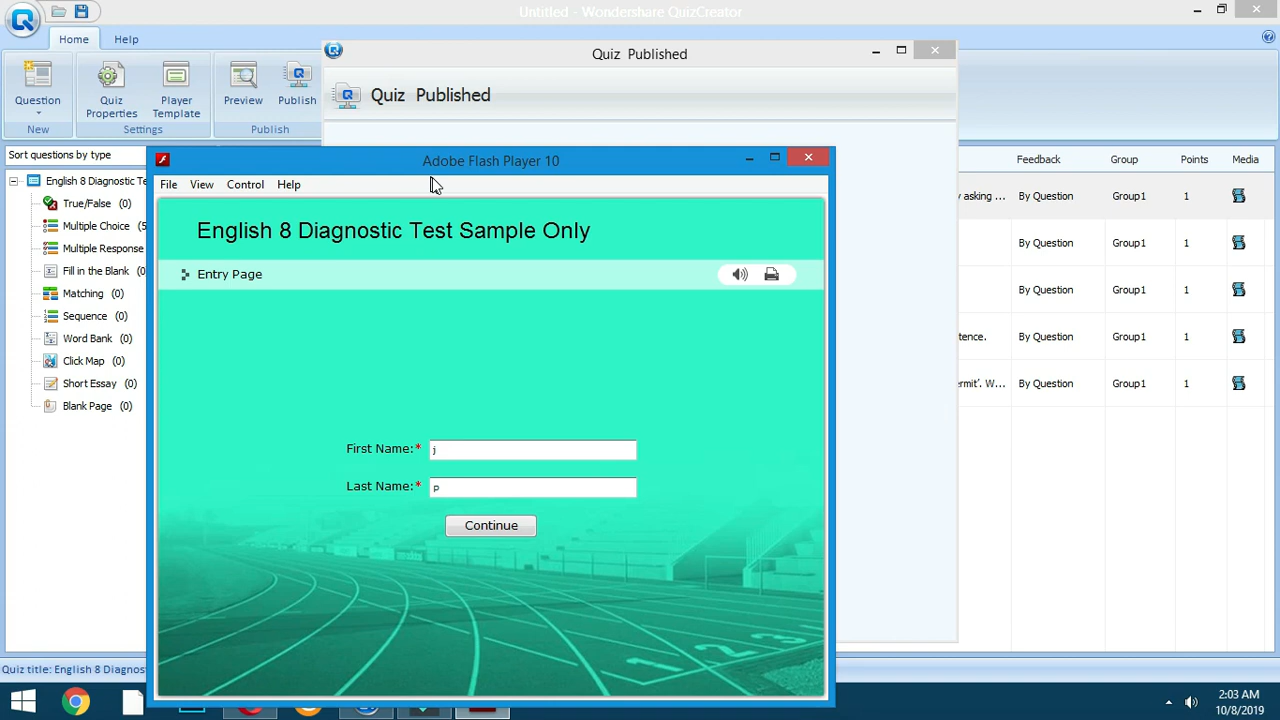 Untitled - Wondershare QuizCreator
Home Help
Quiz Published
Question
Quiz Properties
Player Template
Preview
Publish
New Settings Publish
Quiz Published
Sort questions by type
Feedback Group Points Media
Adobe Flash Player 10
File View Control Help
English 8 Diagnostic Te
True/False (0)
Multiple Choice (5
Multiple Response
Fill in the Blank (0
Matching (0)
Sequence (0)
Word Bank (0)
Click Map (0)
Short Essay (0)
Blank Page (0)
English 8 Diagnostic Test Sample Only
Entry Page
First Name:* j
Last Name:* p
Continue
1 2 3
y asking ... By Question Group1 1
By Question Group1 1
By Question Group1 1
tence. By Question Group1 1
ermit'. W... By Question Group1 1
Quiz title: English 8 Diagnos
2:03 AM
10/8/2019